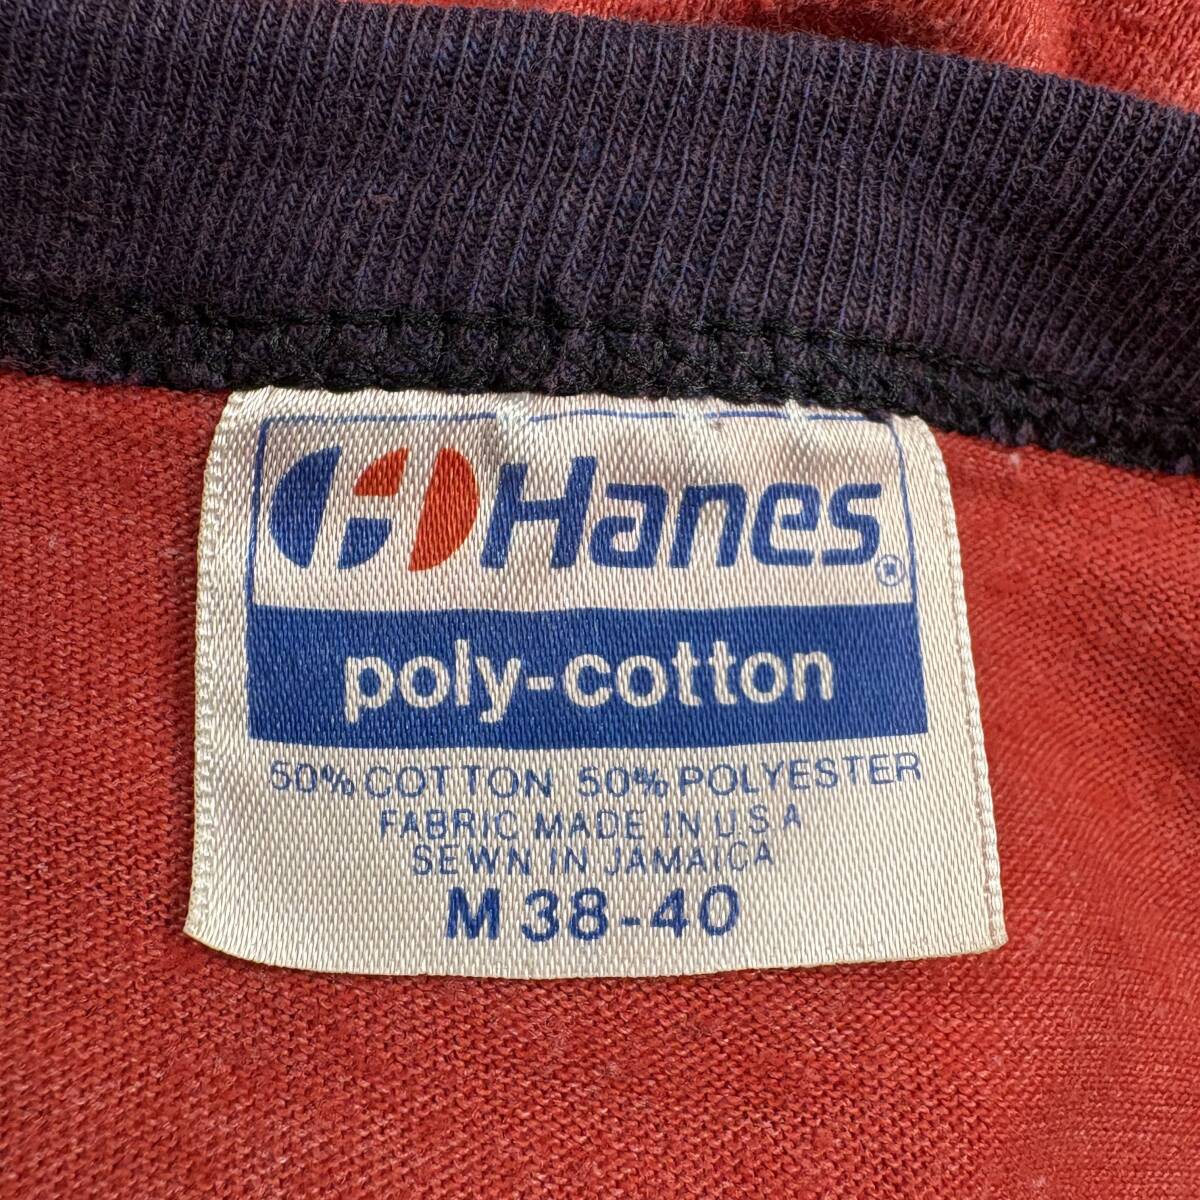 Hanes®
poly-cotton
50% COTTON 50% POLYESTER
FABRIC MADE IN U.S.A
SEWN IN JAMAICA
M 38-40